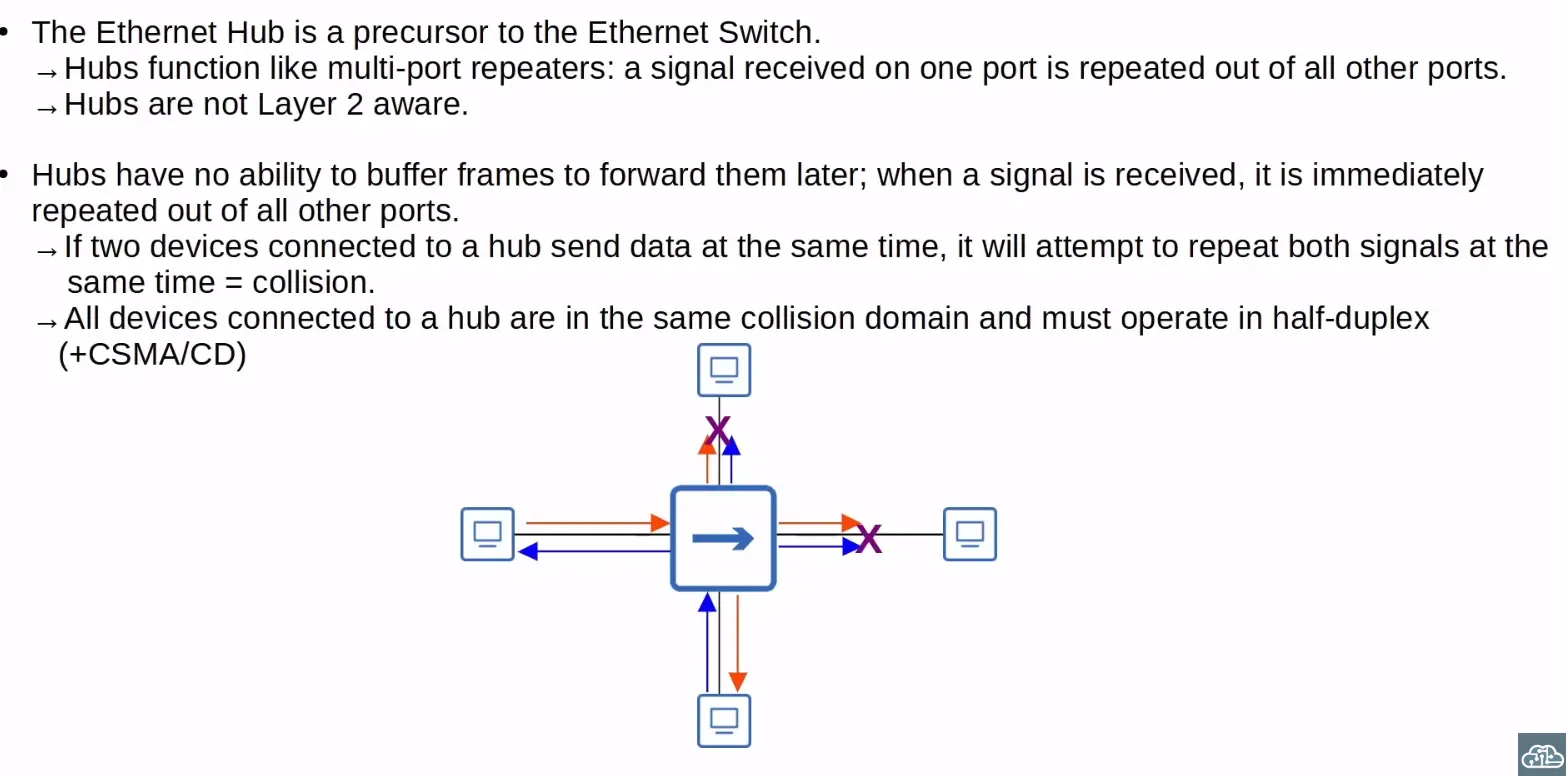 • The Ethernet Hub is a precursor to the Ethernet Switch.
→ Hubs function like multi-port repeaters: a signal received on one port is repeated out of all other ports.
→ Hubs are not Layer 2 aware.
• Hubs have no ability to buffer frames to forward them later; when a signal is received, it is immediately
repeated out of all other ports.
→ If two devices connected to a hub send data at the same time, it will attempt to repeat both signals at the
same time = collision.
→ All devices connected to a hub are in the same collision domain and must operate in half-duplex
(+CSMA/CD)
X
X